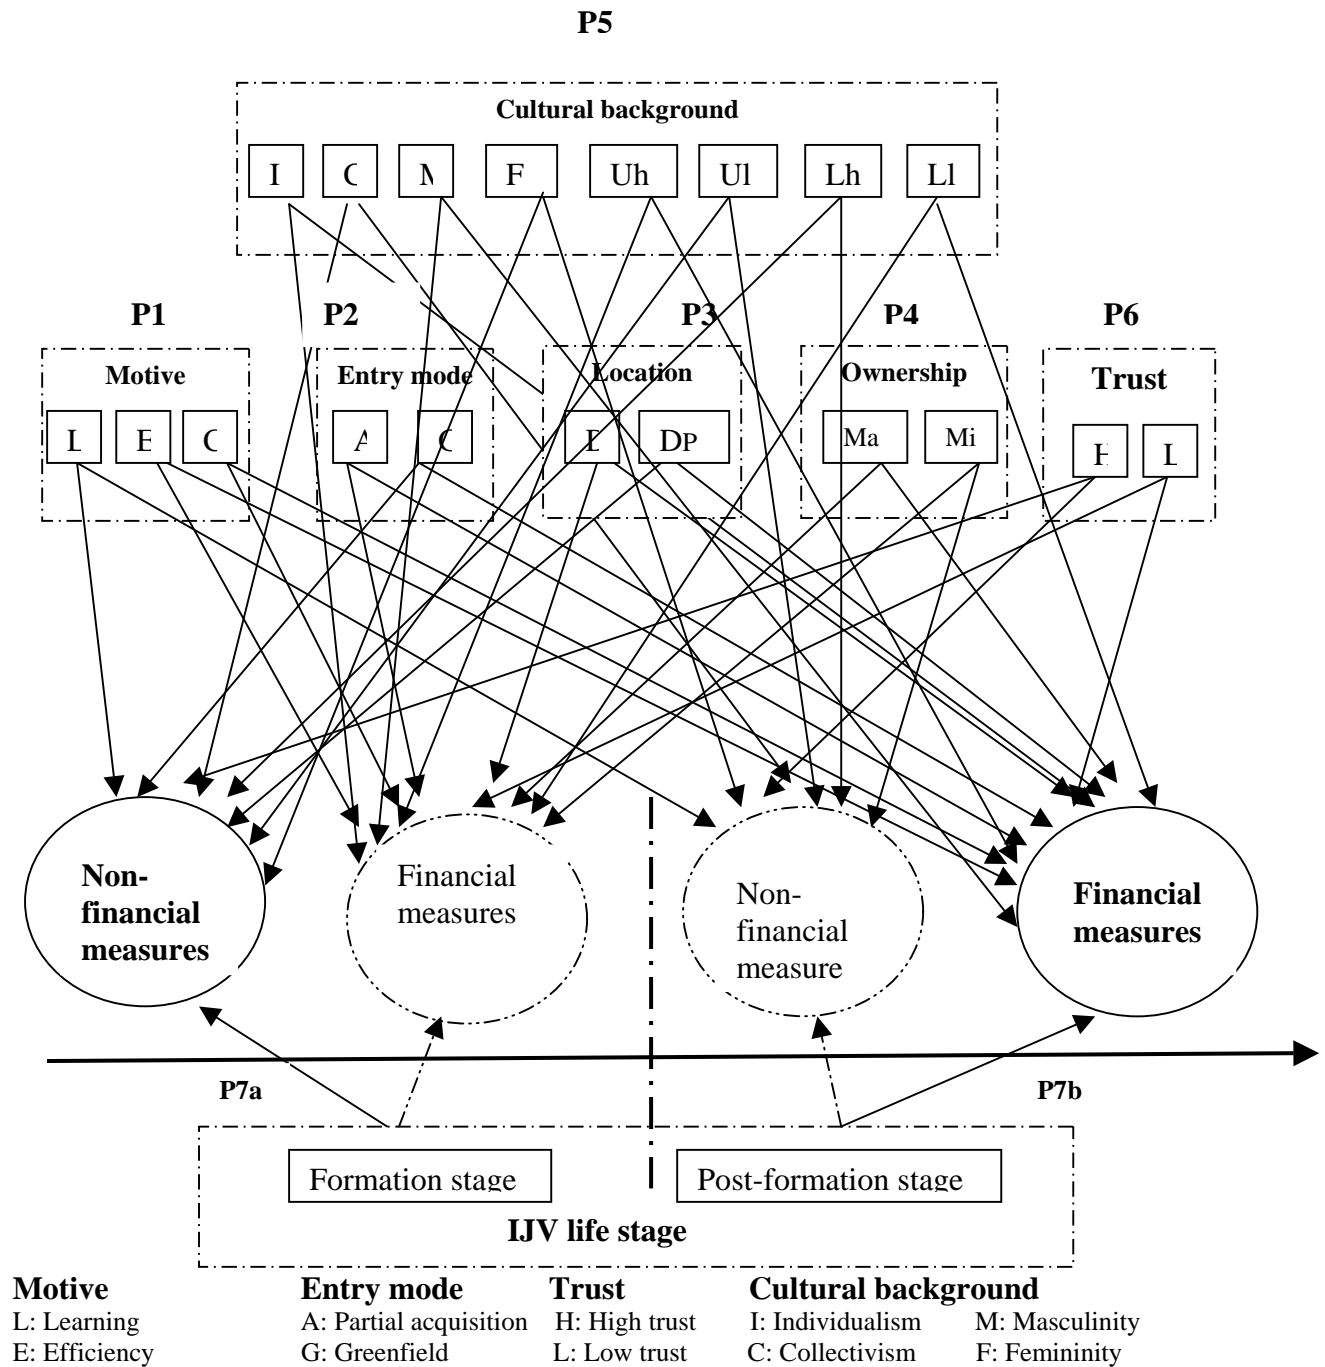 P5
Cultural background
I C M F Uh Ul Lh Ll
P1 P2 P3 P4 P6
Motive Entry mode Location Ownership Trust
L E C A G Dp Ma Mi H L
Non-
financial
measures
Financial
measures
Non-
financial
measure
Financial
measures
P7a P7b
Formation stage Post-formation stage
IJV life stage
Motive Entry mode Trust Cultural background
L: Learning A: Partial acquisition H: High trust I: Individualism M: Masculinity
E: Efficiency G: Greenfield L: Low trust C: Collectivism F: Femininity